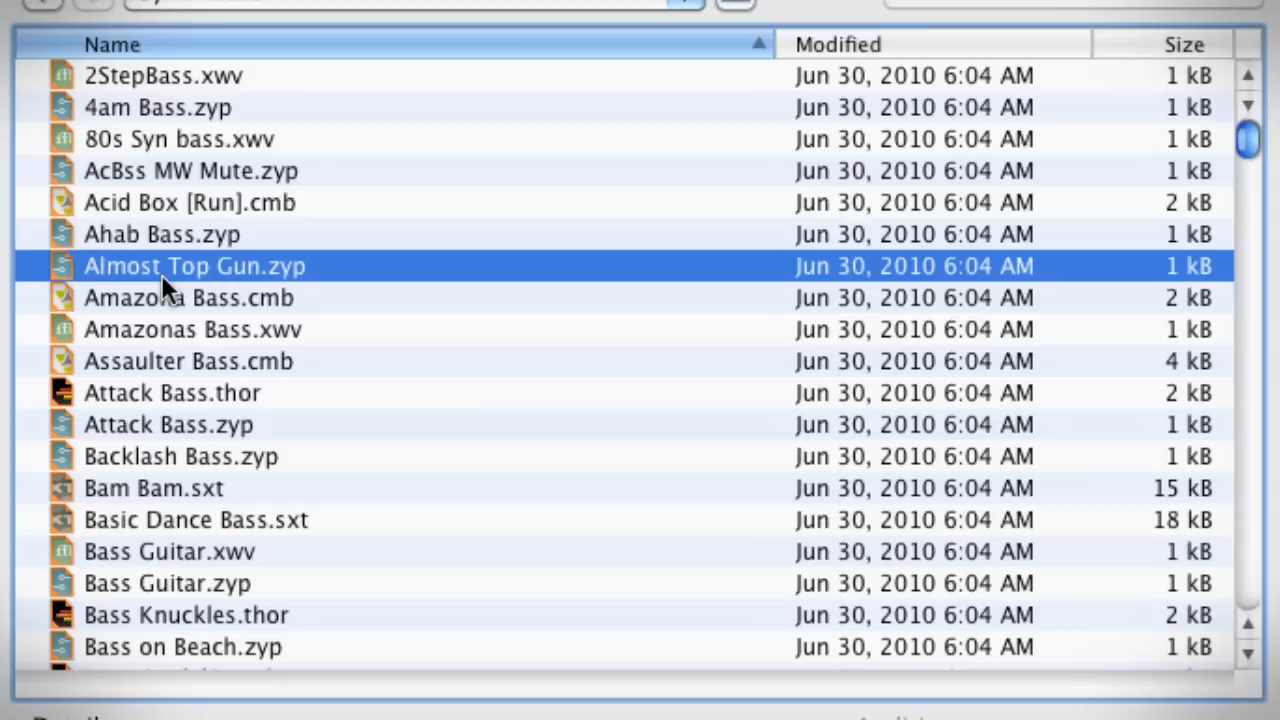 Name Modified Size
2StepBass.xwv Jun 30, 2010 6:04 AM 1 kB
4am Bass.zyp Jun 30, 2010 6:04 AM 1 kB
80s Syn bass.xwv Jun 30, 2010 6:04 AM 1 kB
AcBss MW Mute.zyp Jun 30, 2010 6:04 AM 1 kB
Acid Box [Run].cmb Jun 30, 2010 6:04 AM 2 kB
Ahab Bass.zyp Jun 30, 2010 6:04 AM 1 kB
Almost Top Gun.zyp Jun 30, 2010 6:04 AM 1 kB
Amazona Bass.cmb Jun 30, 2010 6:04 AM 2 kB
Amazonas Bass.xwv Jun 30, 2010 6:04 AM 1 kB
Assaulter Bass.cmb Jun 30, 2010 6:04 AM 4 kB
Attack Bass.thor Jun 30, 2010 6:04 AM 2 kB
Attack Bass.zyp Jun 30, 2010 6:04 AM 1 kB
Backlash Bass.zyp Jun 30, 2010 6:04 AM 1 kB
Bam Bam.sxt Jun 30, 2010 6:04 AM 15 kB
Basic Dance Bass.sxt Jun 30, 2010 6:04 AM 18 kB
Bass Guitar.xwv Jun 30, 2010 6:04 AM 1 kB
Bass Guitar.zyp Jun 30, 2010 6:04 AM 1 kB
Bass Knuckles.thor Jun 30, 2010 6:04 AM 2 kB
Bass on Beach.zyp Jun 30, 2010 6:04 AM 1 kB